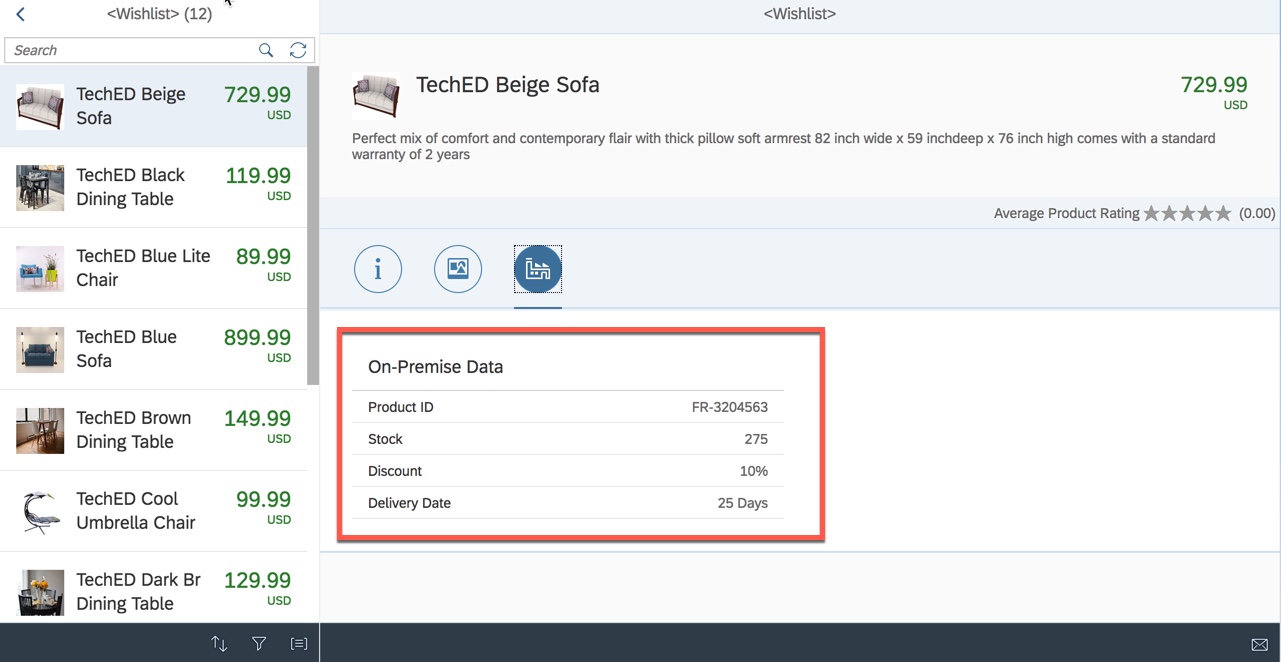 <Wishlist> (12)
Search
TechED Beige
Sofa
729.99
USD
TechED Black
Dining Table
119.99
USD
TechED Blue Lite
Chair
89.99
USD
TechED Blue
Sofa
899.99
USD
TechED Brown
Dining Table
149.99
USD
TechED Cool
Umbrella Chair
99.99
USD
TechED Dark Br
Dining Table
129.99
USD
<Wishlist>
TechED Beige Sofa
729.99
USD
Perfect mix of comfort and contemporary flair with thick pillow soft armrest 82 inch wide x 59 inchdeep x 76 inch high comes with a standard
warranty of 2 years
Average Product Rating (0.00)
On-Premise Data
Product ID FR-3204563
Stock 275
Discount 10%
Delivery Date 25 Days